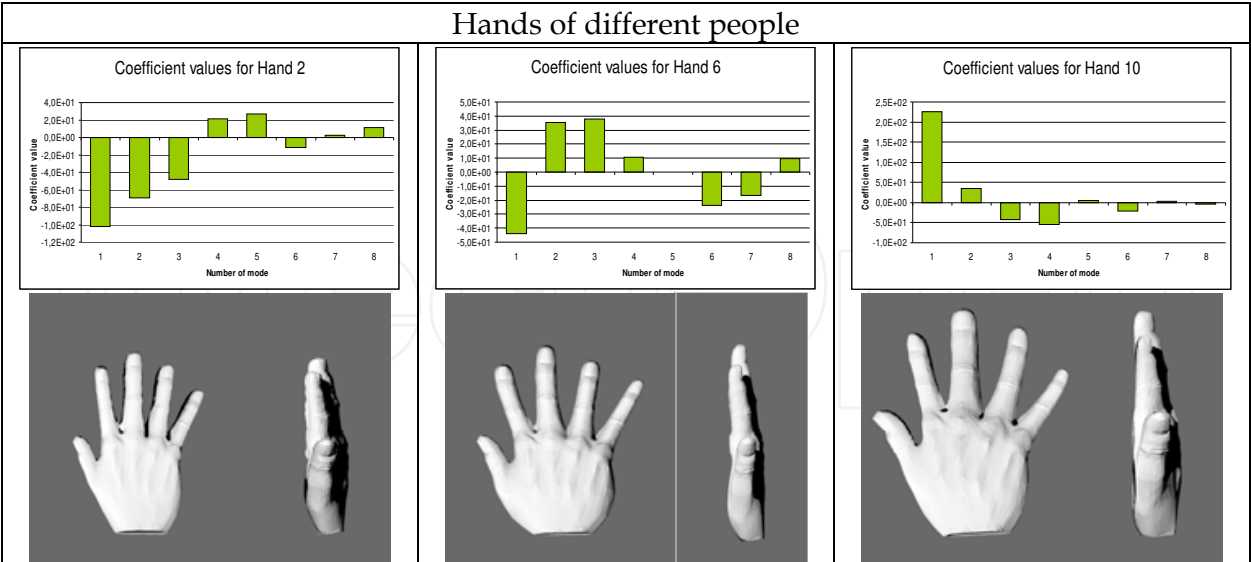 Hands of different people
Coefficient values for Hand 2
4,0E+01
2,0E+01
0,0E+00
-2,0E+01
-4,0E+01
-6,0E+01
-8,0E+01
-1,0E+02
-1,2E+02
Coefficient value
1 2 3 4 5 6 7 8
Number of mode
Coefficient values for Hand 6
5,0E+01
4,0E+01
3,0E+01
2,0E+01
1,0E+01
0,0E+00
-1,0E+01
-2,0E+01
-3,0E+01
-4,0E+01
-5,0E+01
Coefficient value
1 2 3 4 5 6 7 8
Number of mode
Coefficient values for Hand 10
2,5E+02
2,0E+02
1,5E+02
1,0E+02
5,0E+01
0,0E+00
-5,0E+01
-1,0E+02
Coefficient value
1 2 3 4 5 6 7 8
Number of mode